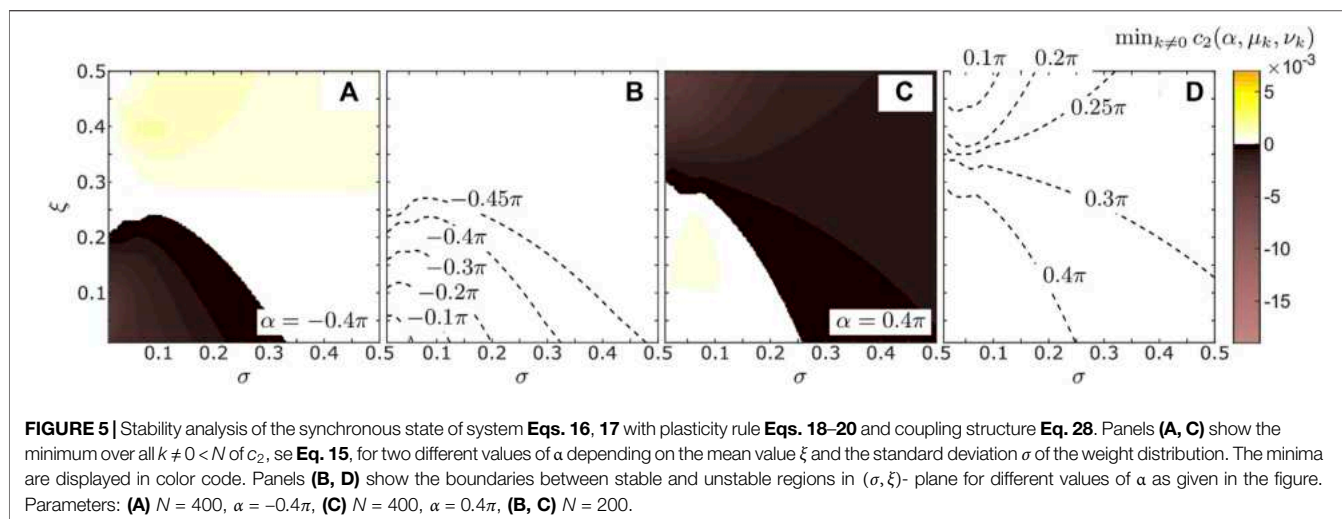 min_{k≠0} c_2(α, μ_k, ν_k)
×10^{-3}
0.5
0.4
0.3
0.2
0.1
ξ
A
α = −0.4π
0.1 0.2 0.3 0.4 0.5
σ
B
−0.45π
−0.4π
−0.3π
−0.2π
−0.1π
0.1 0.2 0.3 0.4 0.5
σ
C
α = 0.4π
0.1 0.2 0.3 0.4 0.5
σ
D
0.1π
0.2π
0.25π
0.3π
0.4π
0.1 0.2 0.3 0.4 0.5
σ
5
0
-5
-10
-15
FIGURE 5 | Stability analysis of the synchronous state of system Eqs. 16, 17 with plasticity rule Eqs. 18–20 and coupling structure Eq. 28. Panels (A, C) show the
minimum over all k ≠ 0 < N of c_2, se Eq. 15, for two different values of α depending on the mean value ξ and the standard deviation σ of the weight distribution. The minima
are displayed in color code. Panels (B, D) show the boundaries between stable and unstable regions in (σ, ξ)- plane for different values of α as given in the figure.
Parameters: (A) N = 400, α = −0.4π, (C) N = 400, α = 0.4π, (B, C) N = 200.